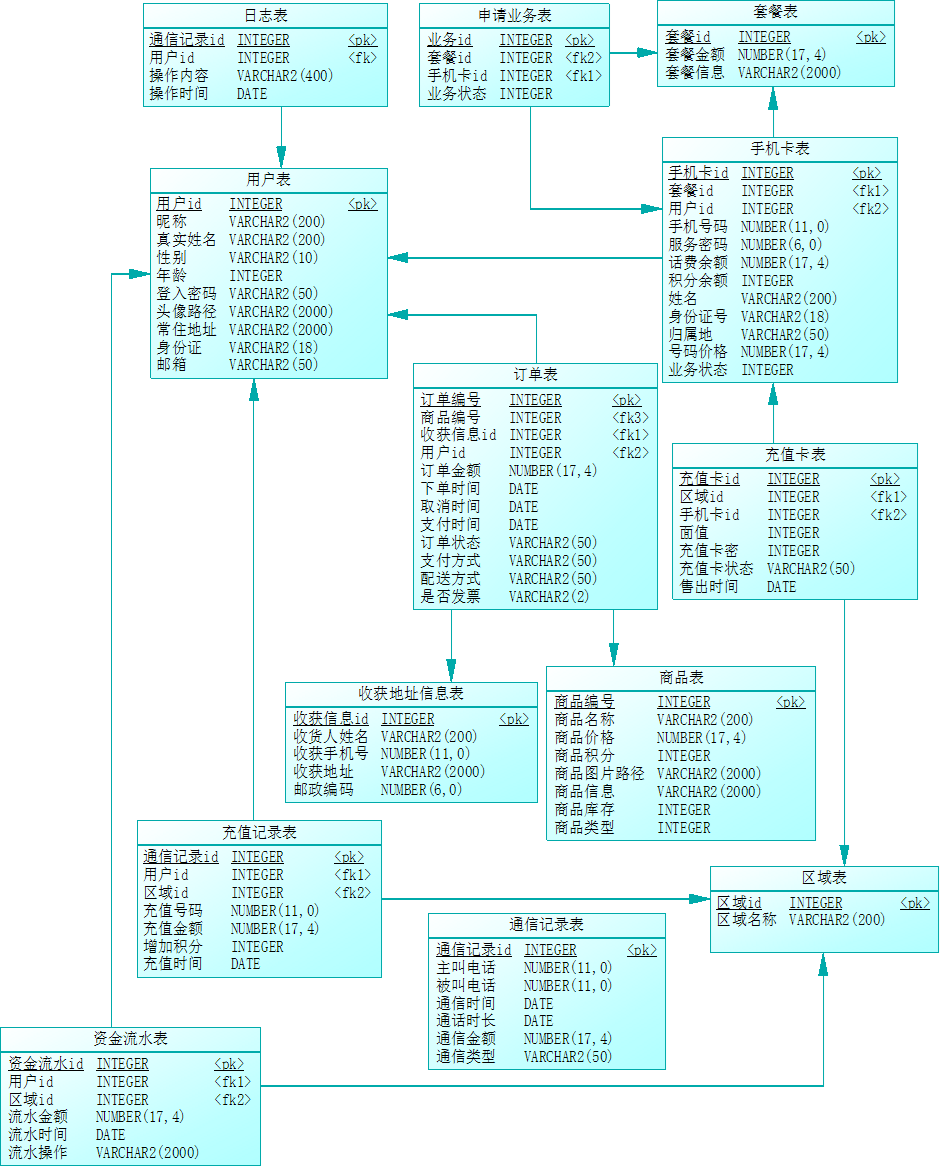 日志表
通信记录id INTEGER <pk>
用户id INTEGER <fk>
操作内容 VARCHAR2(400)
操作时间 DATE
申请业务表
业务id INTEGER <pk>
套餐id INTEGER <fk2>
手机卡id INTEGER <fk1>
业务状态 INTEGER
套餐表
套餐id INTEGER <pk>
套餐金额 NUMBER(17,4)
套餐信息 VARCHAR2(2000)
用户表
用户id INTEGER <pk>
昵称 VARCHAR2(200)
真实姓名 VARCHAR2(200)
性别 VARCHAR2(10)
年龄 INTEGER
登入密码 VARCHAR2(50)
头像路径 VARCHAR2(2000)
常住地址 VARCHAR2(2000)
身份证 VARCHAR2(18)
邮箱 VARCHAR2(50)
手机卡表
手机卡id INTEGER <pk>
套餐id INTEGER <fk1>
用户id INTEGER <fk2>
手机号码 NUMBER(11,0)
服务密码 NUMBER(6,0)
话费余额 NUMBER(17,4)
积分余额 INTEGER
姓名 VARCHAR2(200)
身份证号 VARCHAR2(18)
归属地 VARCHAR2(50)
号码价格 NUMBER(17,4)
业务状态 INTEGER
订单表
订单编号 INTEGER <pk>
商品编号 INTEGER <fk3>
收获信息id INTEGER <fk1>
用户id INTEGER <fk2>
订单金额 NUMBER(17,4)
下单时间 DATE
取消时间 DATE
支付时间 DATE
订单状态 VARCHAR2(50)
支付方式 VARCHAR2(50)
配送方式 VARCHAR2(50)
是否发票 VARCHAR2(2)
充值卡表
充值卡id INTEGER <pk>
区域id INTEGER <fk1>
手机卡id INTEGER <fk2>
面值 INTEGER
充值卡密 INTEGER
充值卡状态 VARCHAR2(50)
售出时间 DATE
收获地址信息表
收获信息id INTEGER <pk>
收货人姓名 VARCHAR2(200)
收获手机号 NUMBER(11,0)
收获地址 VARCHAR2(2000)
邮政编码 NUMBER(6,0)
商品表
商品编号 INTEGER <pk>
商品名称 VARCHAR2(200)
商品价格 NUMBER(17,4)
商品积分 INTEGER
商品图片路径 VARCHAR2(2000)
商品信息 VARCHAR2(2000)
商品库存 INTEGER
商品类型 INTEGER
充值记录表
通信记录id INTEGER <pk>
用户id INTEGER <fk1>
区域id INTEGER <fk2>
充值号码 NUMBER(11,0)
充值金额 NUMBER(17,4)
增加积分 INTEGER
充值时间 DATE
区域表
区域id INTEGER <pk>
区域名称 VARCHAR2(200)
通信记录表
通信记录id INTEGER <pk>
主叫电话 NUMBER(11,0)
被叫电话 NUMBER(11,0)
通信时间 DATE
通话时长 DATE
通信金额 NUMBER(17,4)
通信类型 VARCHAR2(50)
资金流水表
资金流水id INTEGER <pk>
用户id INTEGER <fk1>
区域id INTEGER <fk2>
流水金额 NUMBER(17,4)
流水时间 DATE
流水操作 VARCHAR2(2000)